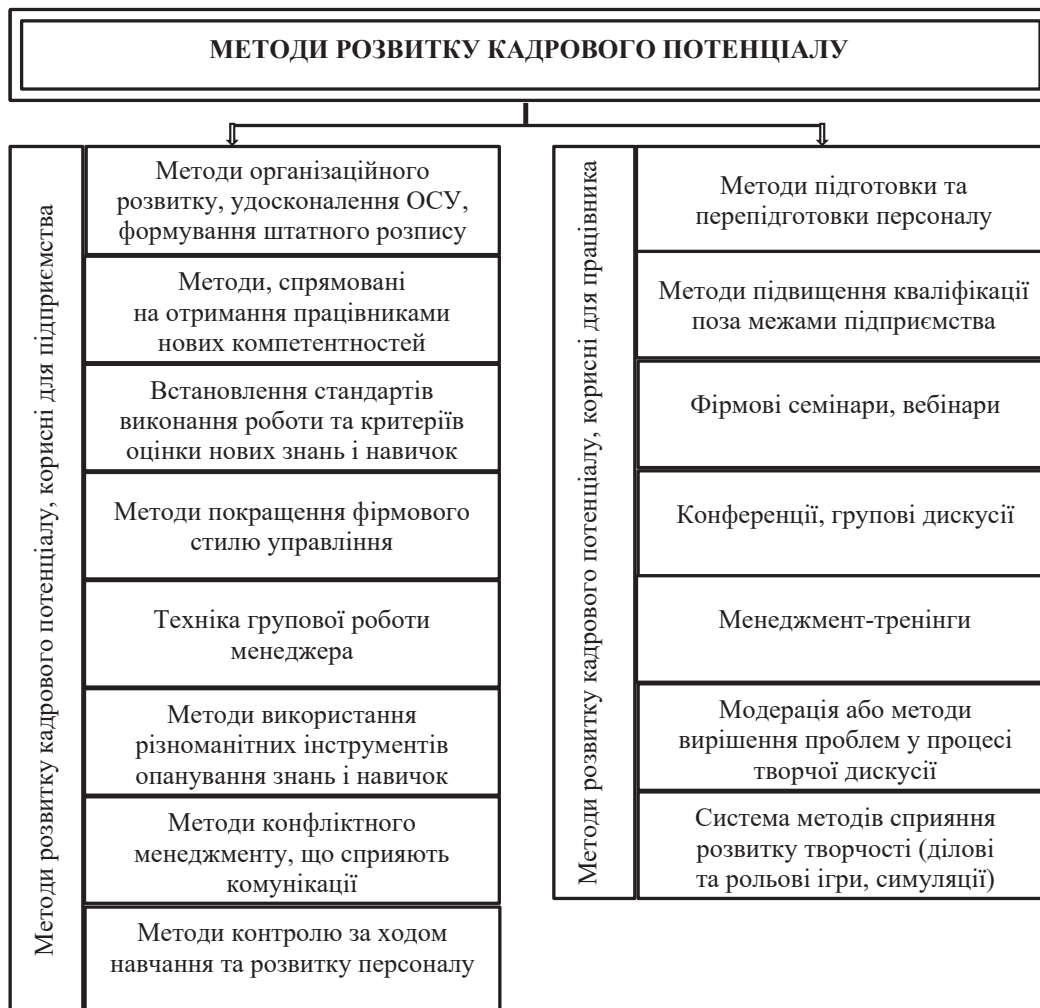 МЕТОДИ РОЗВИТКУ КАДРОВОГО ПОТЕНЦІАЛУ
Методи розвитку кадрового потенціалу, корисні для підприємства
Методи організаційного
розвитку, удосконалення ОСУ,
формування штатного розпису
Методи, спрямовані
на отримання працівниками
нових компетентностей
Встановлення стандартів
виконання роботи та критеріїв
оцінки нових знань і навичок
Методи покращення фірмового
стилю управління
Техніка групової роботи
менеджера
Методи використання
різноманітних інструментів
опанування знань і навичок
Методи конфліктного
менеджменту, що сприяють
комунікації
Методи контролю за ходом
навчання та розвитку персоналу
Методи розвитку кадрового потенціалу, корисні для працівника
Методи підготовки та
перепідготовки персоналу
Методи підвищення кваліфікації
поза межами підприємства
Фірмові семінари, вебінари
Конференції, групові дискусії
Менеджмент-тренінги
Модерація або методи
вирішення проблем у процесі
творчої дискусії
Система методів сприяння
розвитку творчості (ділові
та рольові ігри, симуляції)